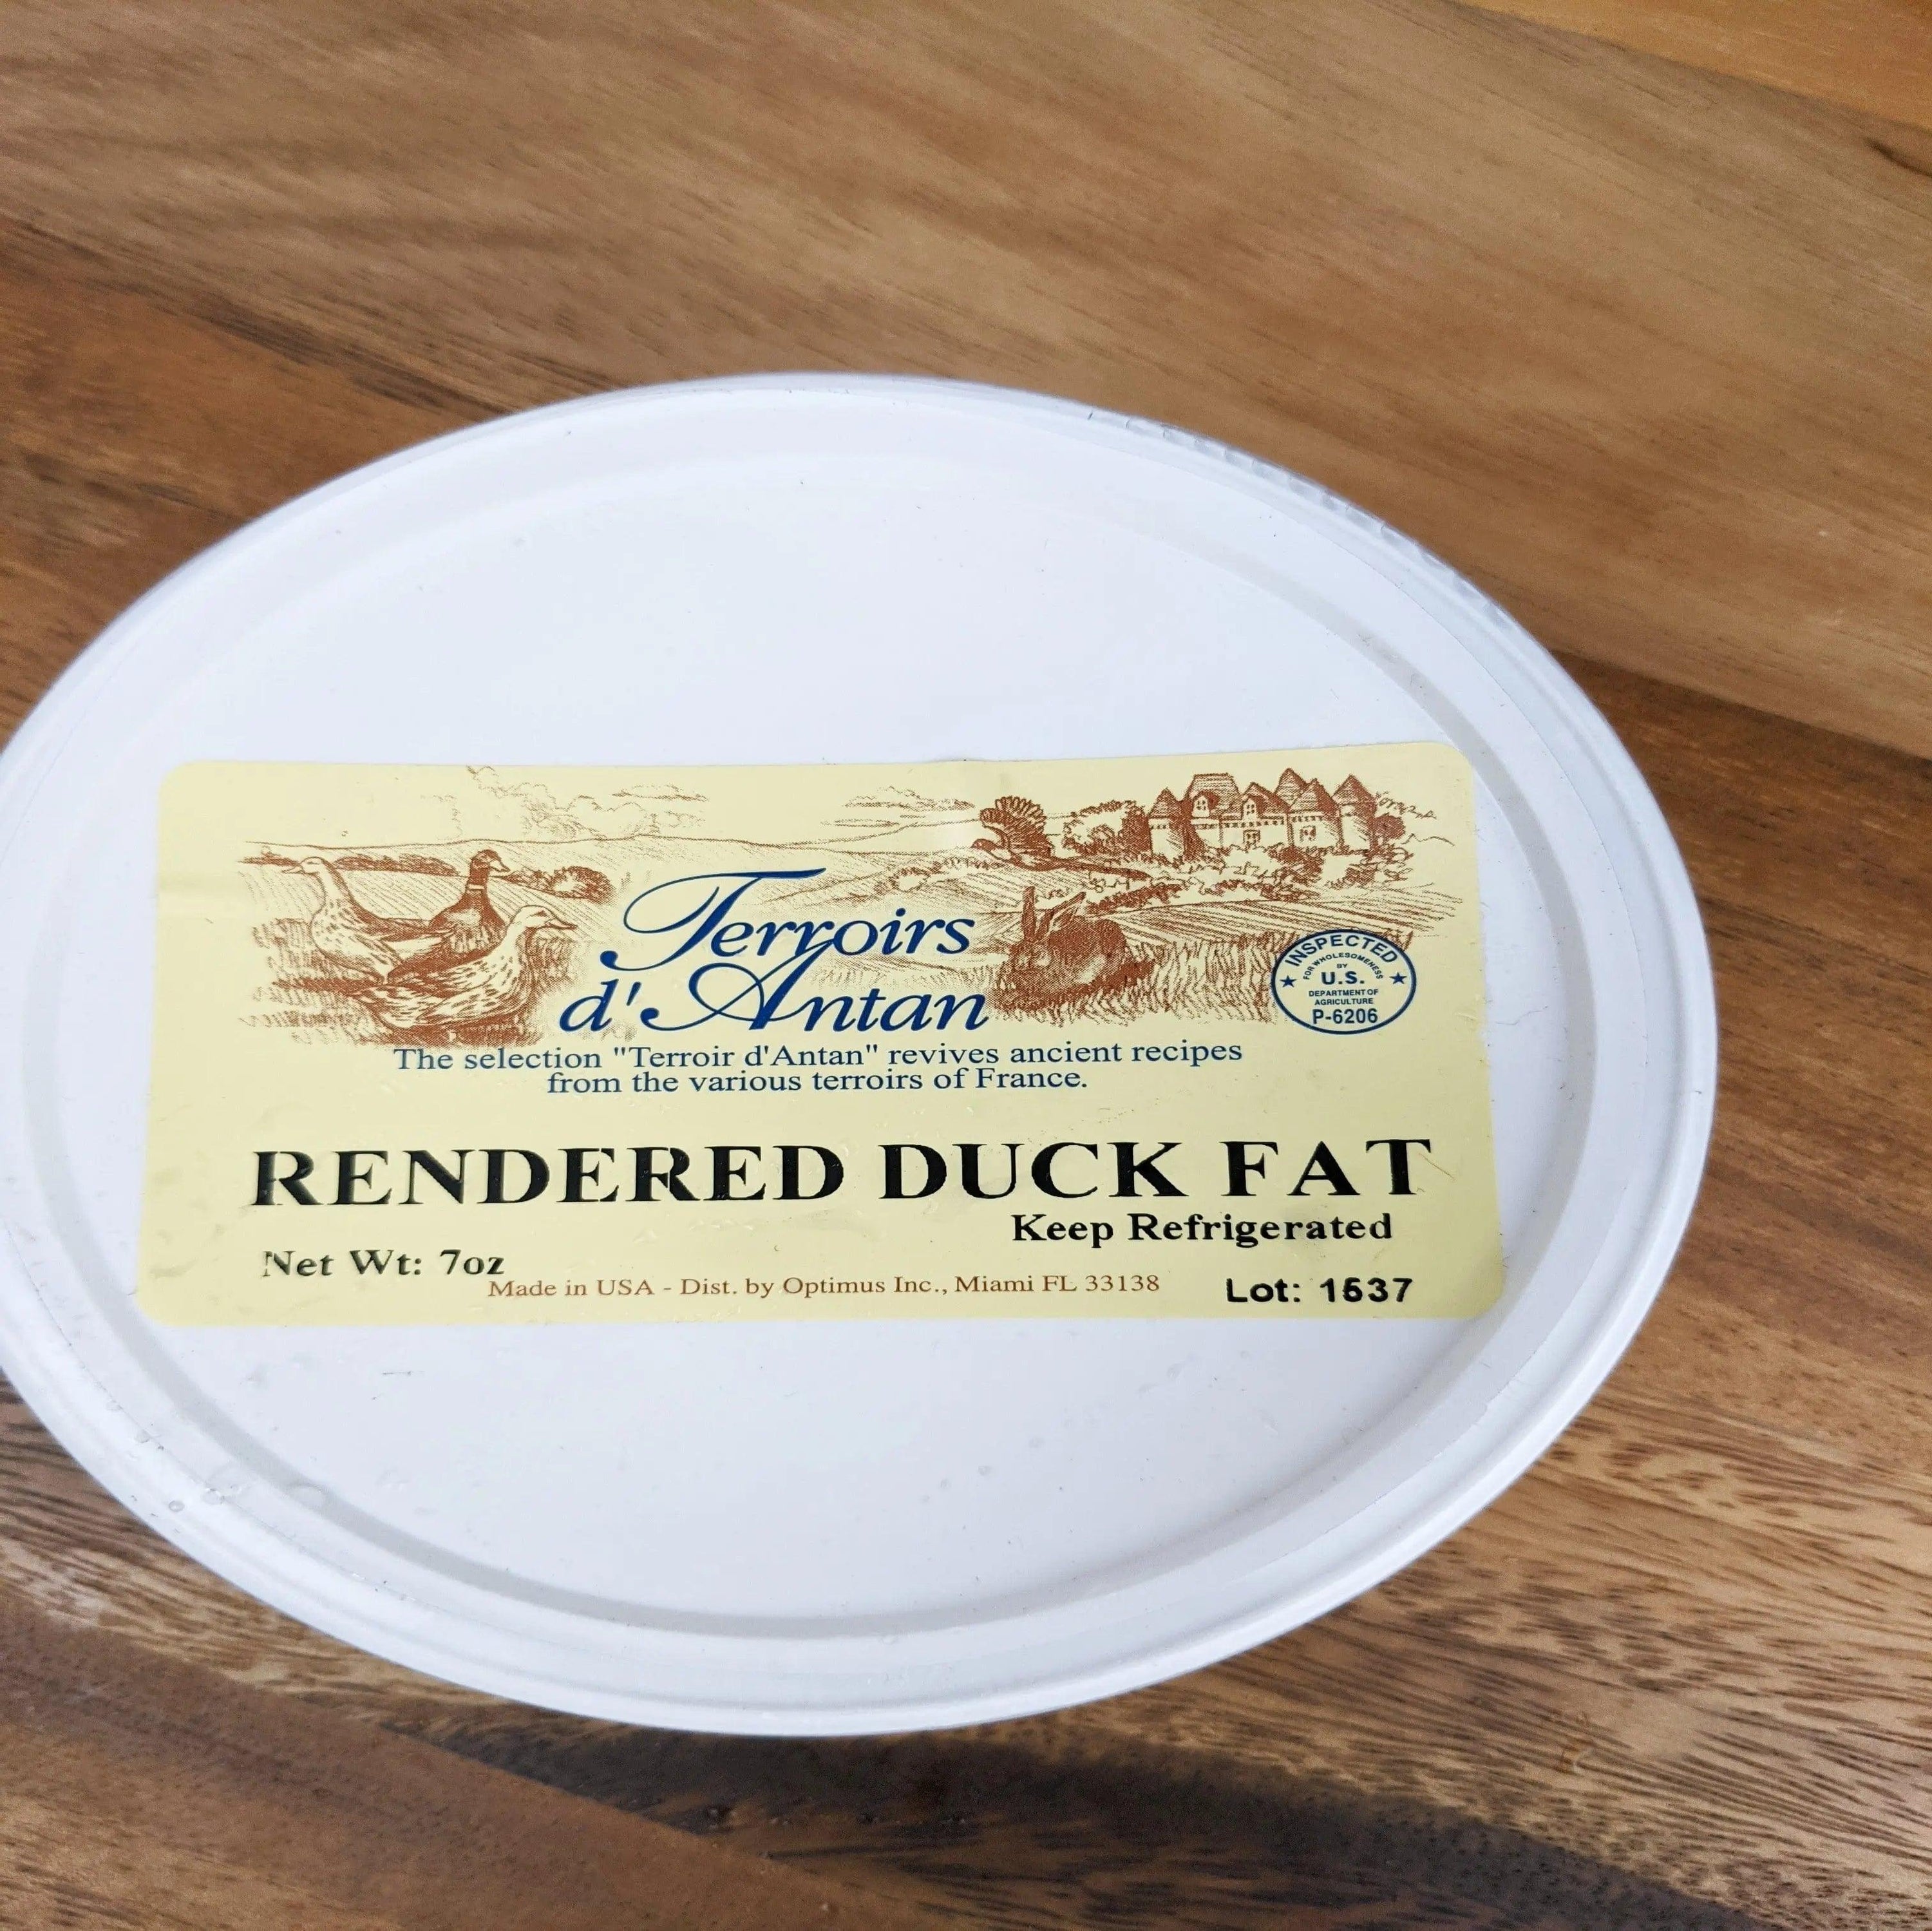 Terroirs
d'Antan
INSPECTED
FOR WHOLESOMENESS
BY
U.S.
DEPARTMENT OF
AGRICULTURE
P-6206
The selection "Terroir d'Antan" revives ancient recipes
from the various terroirs of France.
RENDERED DUCK FAT
Keep Refrigerated
Net Wt: 7oz
Made in USA - Dist. by Optimus Inc., Miami FL 33138
Lot: 1537